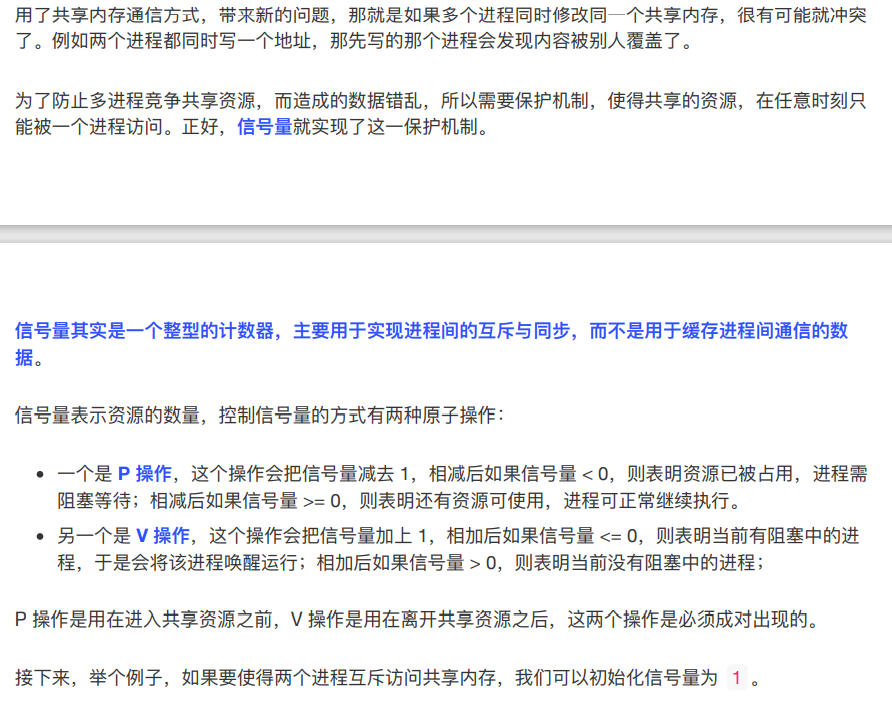 用了共享内存通信方式，带来新的问题，那就是如果多个进程同时修改同一个共享内存，很有可能就冲突
了。例如两个进程都同时写一个地址，那先写的那个进程会发现内容被别人覆盖了。
为了防止多进程竞争共享资源，而造成的数据错乱，所以需要保护机制，使得共享的资源，在任意时刻只
能被一个进程访问。正好，信号量就实现了这一保护机制。
信号量其实是一个整型的计数器，主要用于实现进程间的互斥与同步，而不是用于缓存进程间通信的数
据。
信号量表示资源的数量，控制信号量的方式有两种原子操作：
• 一个是 P 操作，这个操作会把信号量减去 1，相减后如果信号量 < 0，则表明资源已被占用，进程需
阻塞等待；相减后如果信号量 >= 0，则表明还有资源可使用，进程可正常继续执行。
• 另一个是 V 操作，这个操作会把信号量加上 1，相加后如果信号量 <= 0，则表明当前有阻塞中的进
程，于是会将该进程唤醒运行；相加后如果信号量 > 0，则表明当前没有阻塞中的进程；
P 操作是用在进入共享资源之前，V 操作是用在离开共享资源之后，这两个操作是必须成对出现的。
接下来，举个例子，如果要使得两个进程互斥访问共享内存，我们可以初始化信号量为 1 。